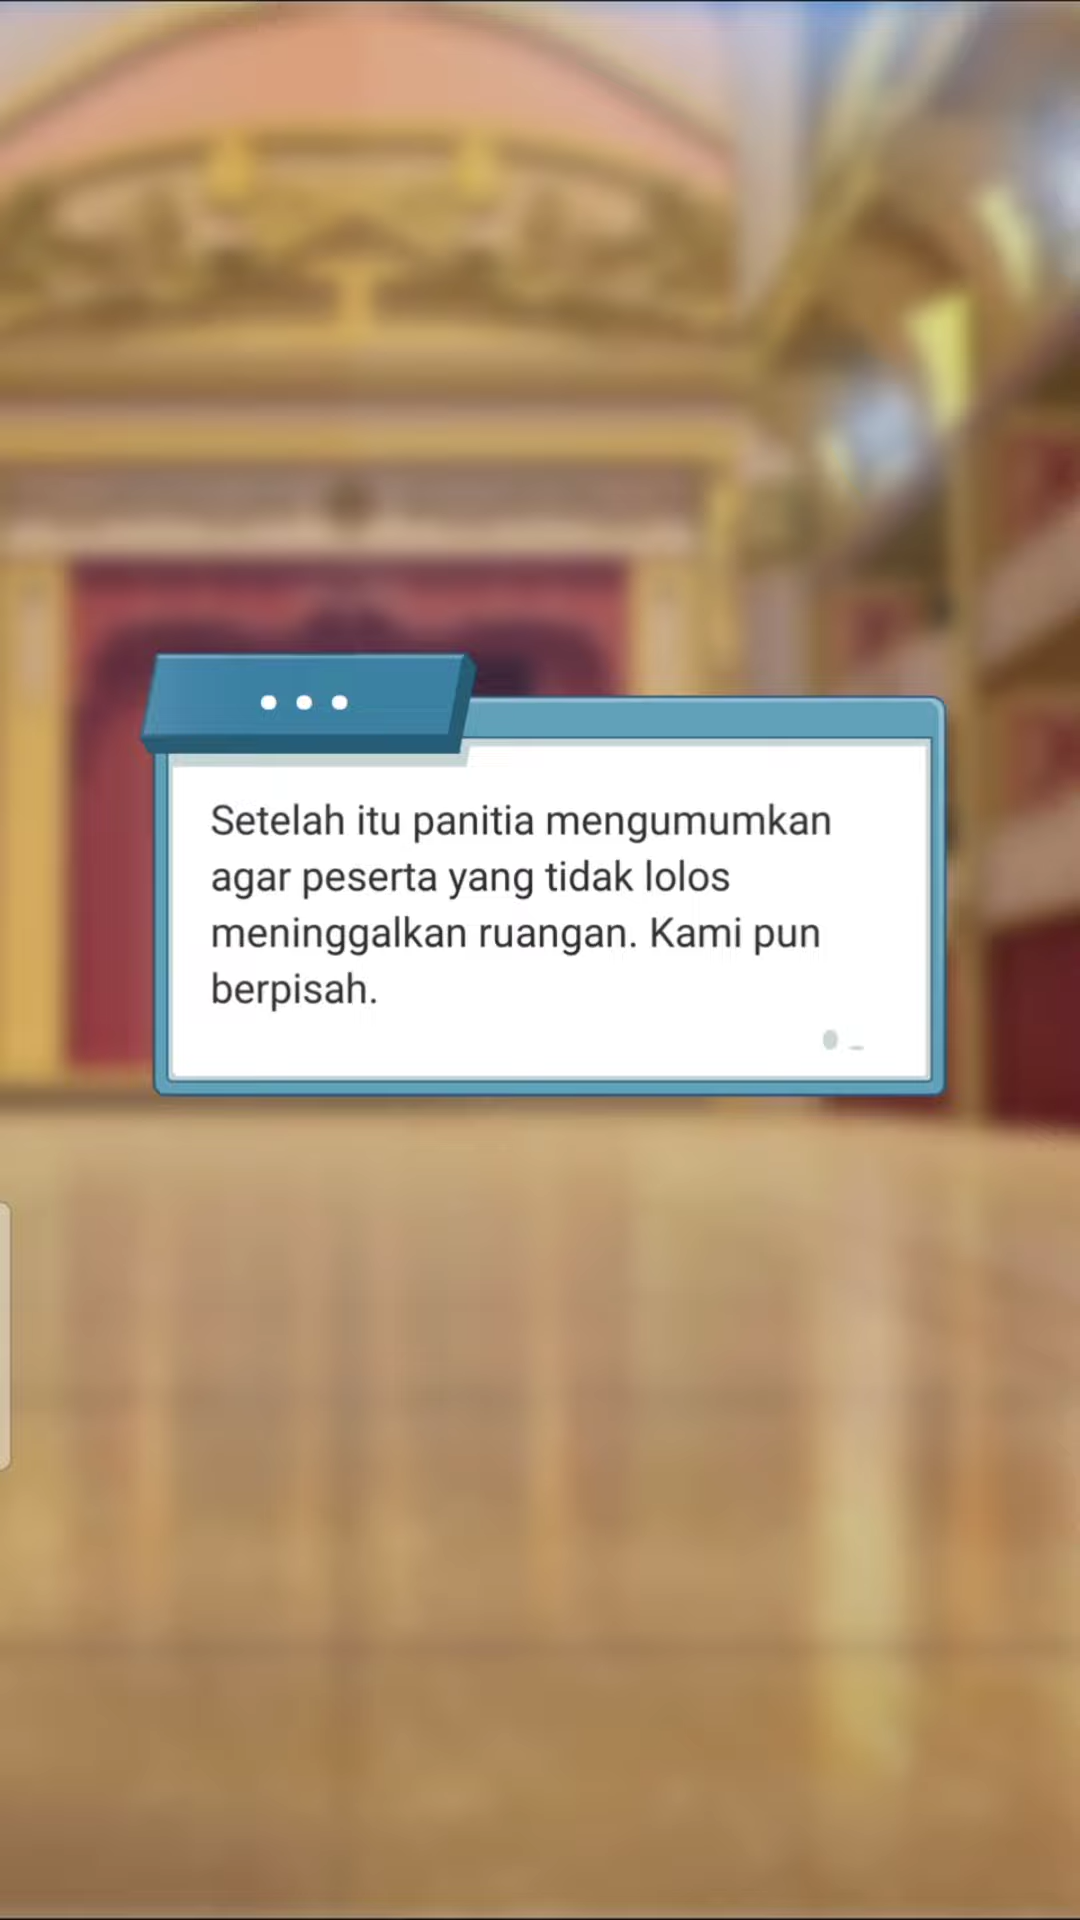 Setelah itu panitia mengumumkan
agar peserta yang tidak lolos
meninggalkan ruangan. Kami pun
berpisah.